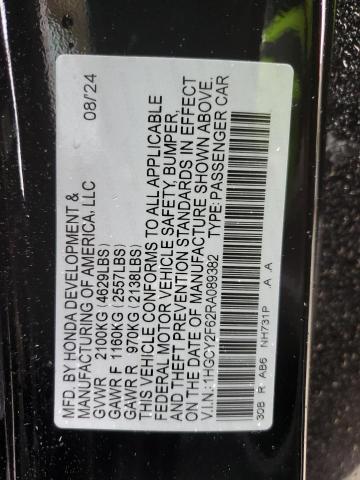 MFD. BY HONDA DEVELOPMENT & 08/'24
MANUFACTURING OF AMERICA, LLC
GVWR 2100KG (4629LBS)
GAWR F 1160KG (2557LBS)
GAWR R 970KG (2138LBS)
THIS VEHICLE CONFORMS TO ALL APPLICABLE
FEDERAL MOTOR VEHICLE SAFETY, BUMPER,
AND THEFT PREVENTION STANDARDS IN EFFECT
ON THE DATE OF MANUFACTURE SHOWN ABOVE.
V.I.N.: 1HGCY2F62RA089382 TYPE: PASSENGER CAR
30B R AB6 NH731P A A